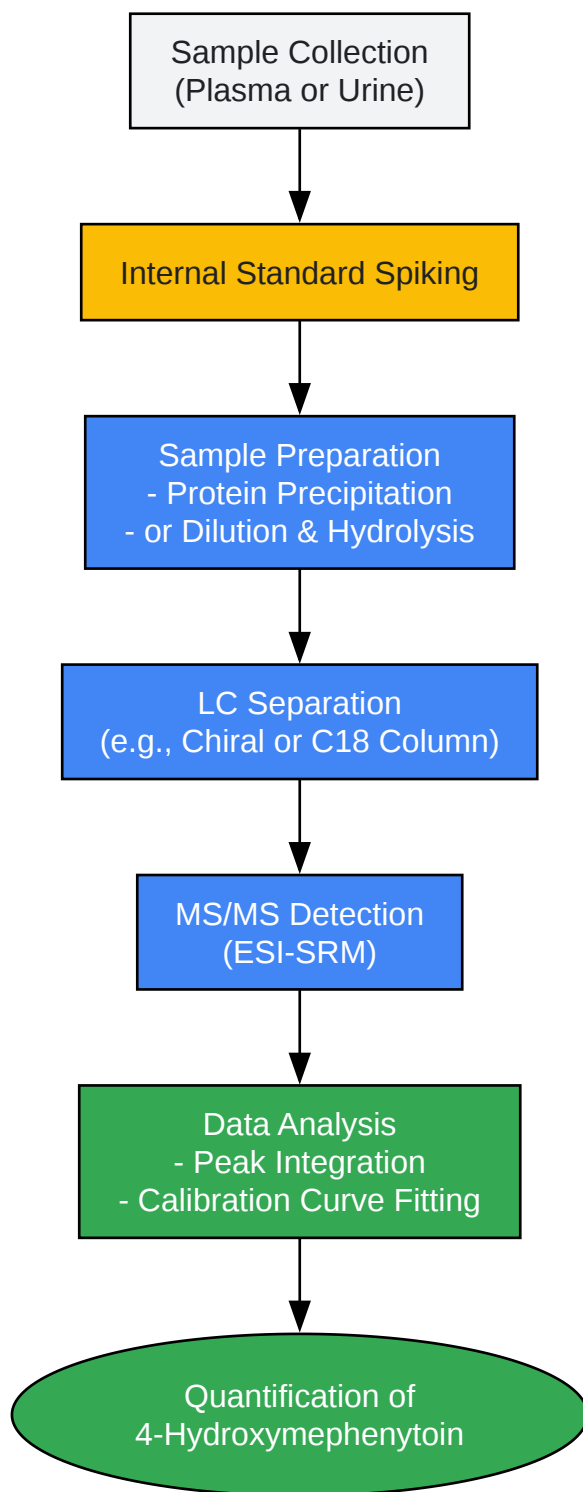 Sample Collection
(Plasma or Urine)
Internal Standard Spiking
Sample Preparation
- Protein Precipitation
- or Dilution & Hydrolysis
LC Separation
(e.g., Chiral or C18 Column)
MS/MS Detection
(ESI-SRM)
Data Analysis
- Peak Integration
- Calibration Curve Fitting
Quantification of
4-Hydroxymephenytoin